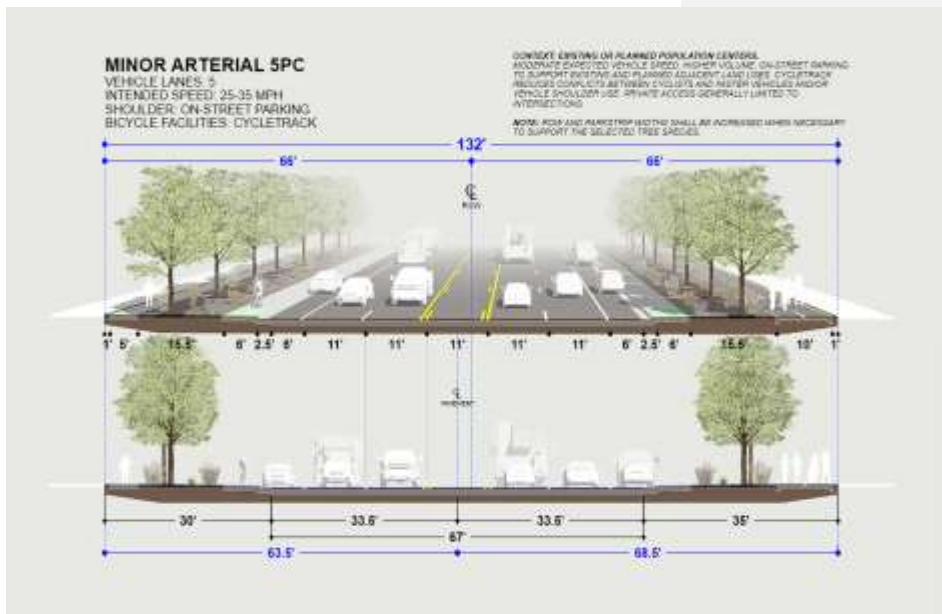 MINOR ARTERIAL 5PC
VEHICLE LANES: 5
INTENDED SPEED: 25-35 MPH
SHOULDER: ON-STREET PARKING
BICYCLE FACILITIES: CYCLETRACK
CONTEXT: EXISTING OR PLANNED POPULATION CENTERS.
MODERATE EXPECTED VEHICLE SPEED. HIGHER VOLUME. ON-STREET PARKING
TO SUPPORT EXISTING AND PLANNED ADJACENT LAND USES. CYCLETRACK
REDUCES CONFLICTS BETWEEN CYCLISTS AND FASTER VEHICLES AND/OR
VEHICLE SHOULDER USE. PRIVATE ACCESS GENERALLY LIMITED TO
INTERSECTIONS.
NOTE: ROW AND PARKSTRIP WIDTHS SHALL BE INCREASED WHEN NECESSARY
TO SUPPORT THE SELECTED TREE SPECIES.
132'
66' 66'
ROW
1' 5' 15.5' 6' 2.5' 6' 11' 11' 11' 11' 11' 6' 2.5' 6' 15.5' 10' 1'
PAVEMENT
30' 33.5' 33.5' 35'
67'
63.5' 68.5'